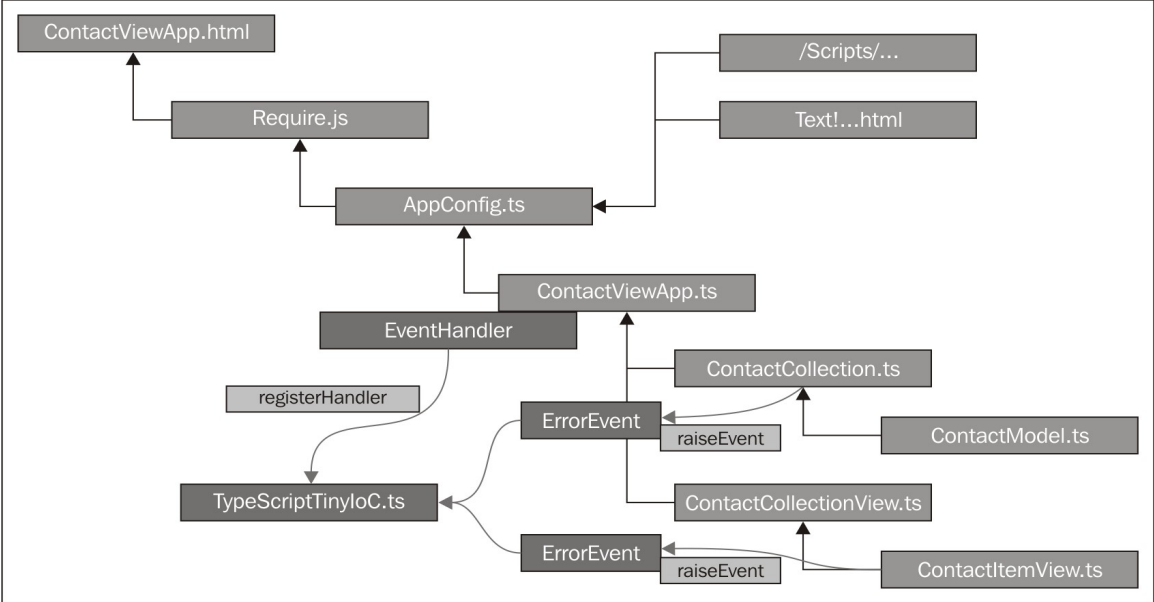 ContactViewApp.html
/Scripts/...
Require.js
Text!...html
AppConfig.ts
ContactViewApp.ts
EventHandler
ContactCollection.ts
registerHandler
ErrorEvent
raiseEvent
ContactModel.ts
TypeScriptTinyIoC.ts
ContactCollectionView.ts
ErrorEvent
raiseEvent
ContactItemView.ts